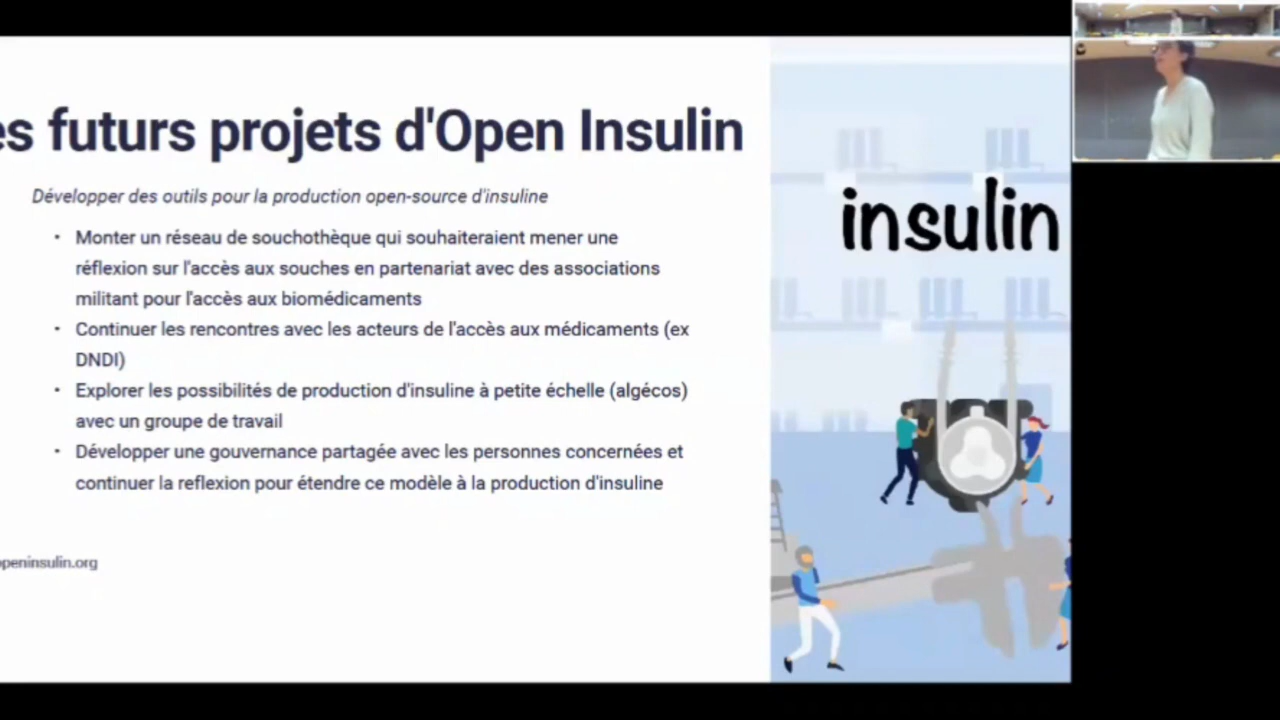 es futurs projets d'Open Insulin
Développer des outils pour la production open-source d'insuline
• Monter un réseau de souchothèque qui souhaiteraient mener une
réflexion sur l'accès aux souches en partenariat avec des associations
militant pour l'accès aux biomédicaments
• Continuer les rencontres avec les acteurs de l'accès aux médicaments (ex
DNDI)
• Explorer les possibilités de production d'insuline à petite échelle (algécos)
avec un groupe de travail
• Développer une gouvernance partagée avec les personnes concernées et
continuer la reflexion pour étendre ce modèle à la production d'insuline
openinsulin.org
insulin